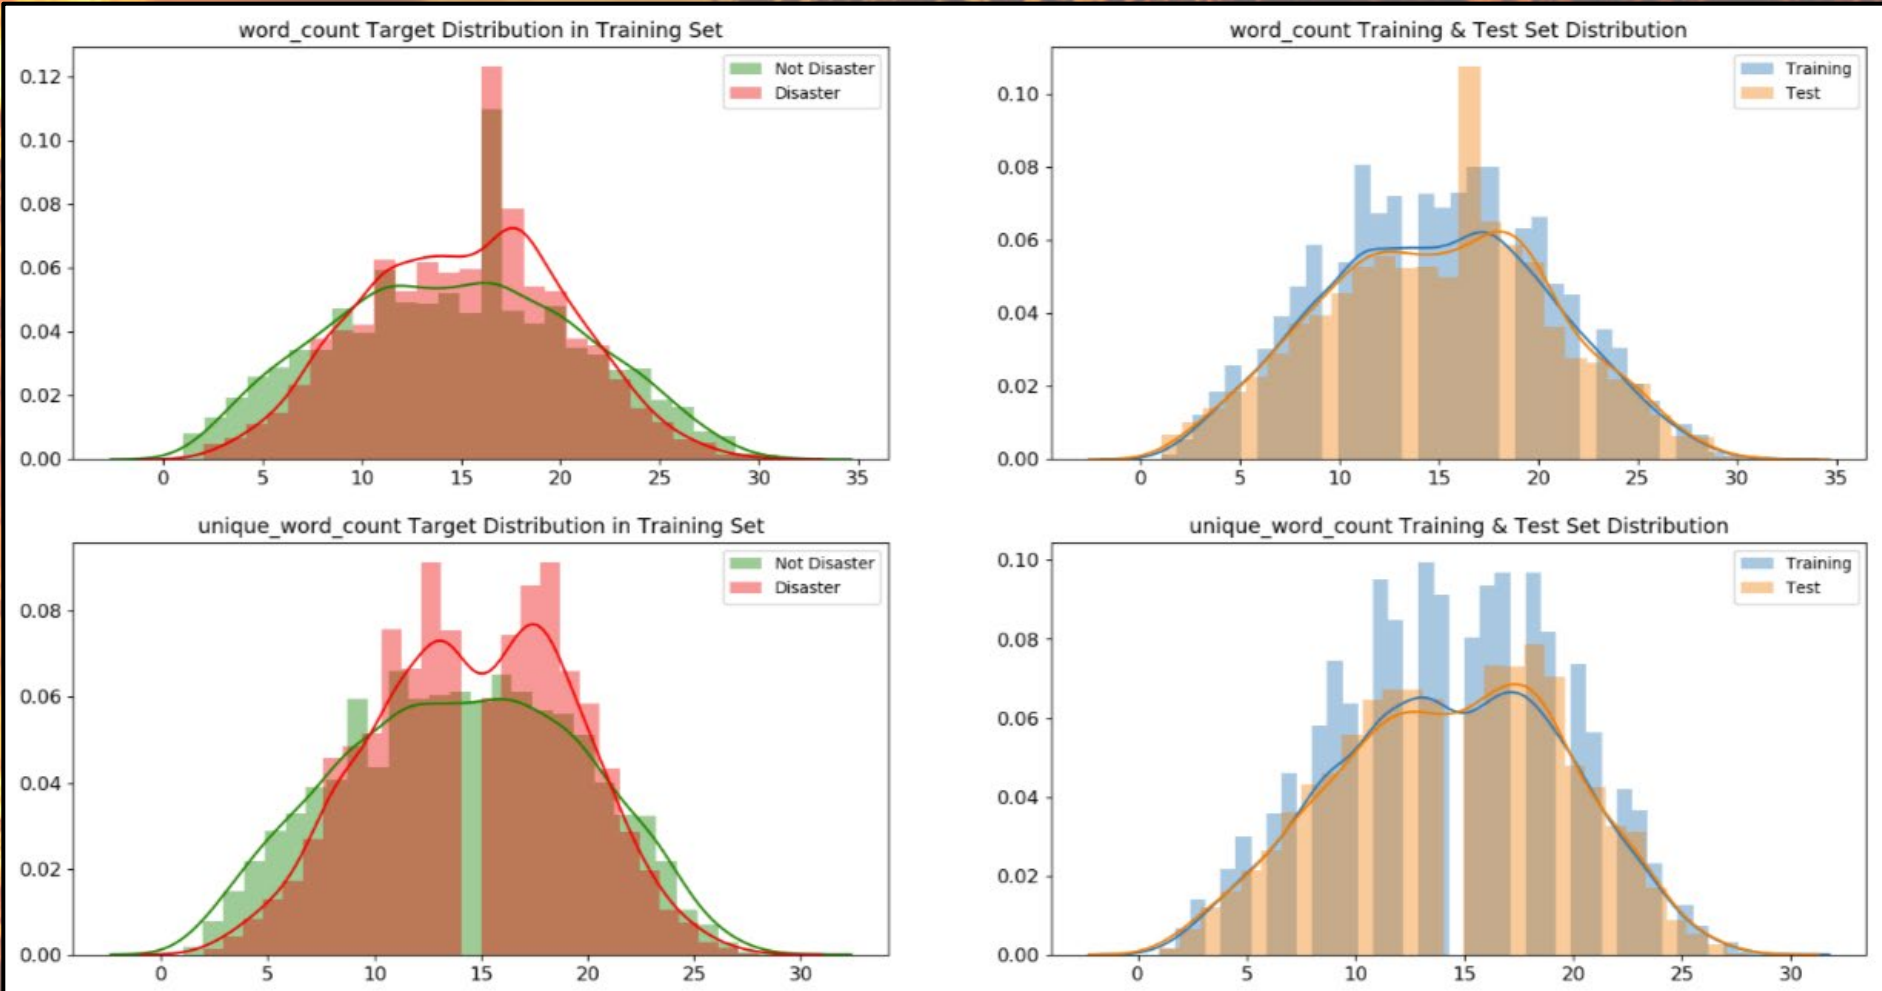 word_count Target Distribution in Training Set
0.12
0.10
0.08
0.06
0.04
0.02
0.00
Not Disaster
Disaster
0 5 10 15 20 25 30 35
word_count Training & Test Set Distribution
0.10
0.08
0.06
0.04
0.02
0.00
Training
Test
0 5 10 15 20 25 30 35
unique_word_count Target Distribution in Training Set
0.08
0.06
0.04
0.02
0.00
Not Disaster
Disaster
0 5 10 15 20 25 30
unique_word_count Training & Test Set Distribution
0.10
0.08
0.06
0.04
0.02
0.00
Training
Test
0 5 10 15 20 25 30